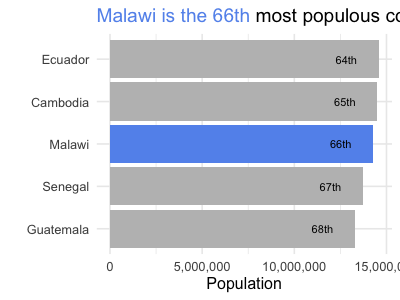 Malawi is the 66th most populous co
Ecuador 64th
Cambodia 65th
Malawi 66th
Senegal 67th
Guatemala 68th
0 5,000,000 10,000,000 15,000,0
Population